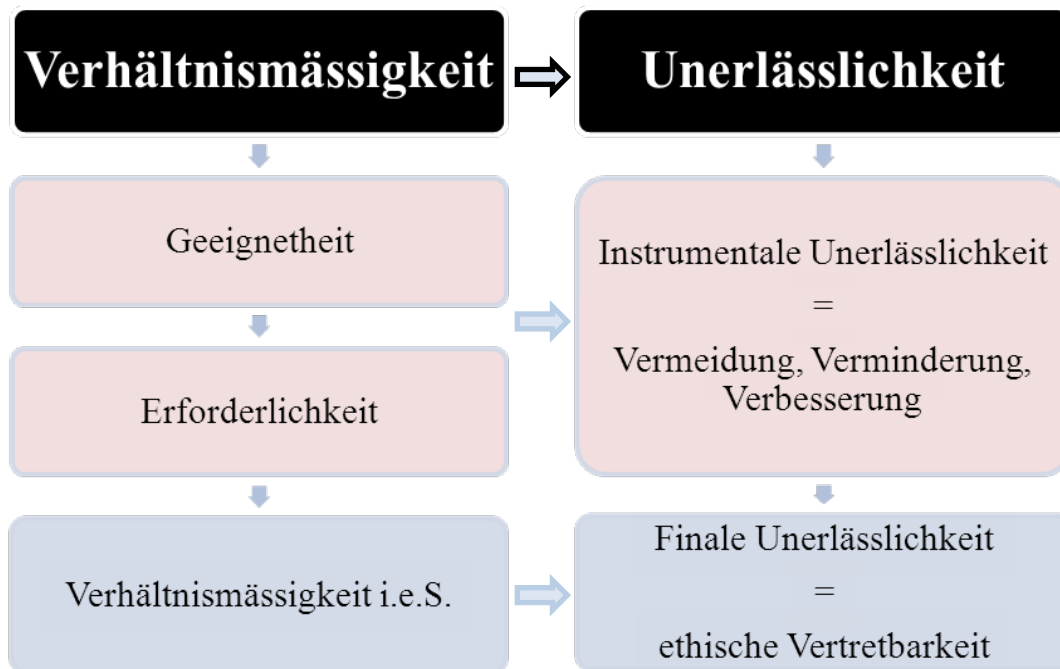 Verhältnismässigkeit
Unerlässlichkeit
Geeignetheit
Erforderlichkeit
Instrumentale Unerlässlichkeit
=
Vermeidung, Verminderung,
Verbesserung
Verhältnismässigkeit i.e.S.
Finale Unerlässlichkeit
=
ethische Vertretbarkeit